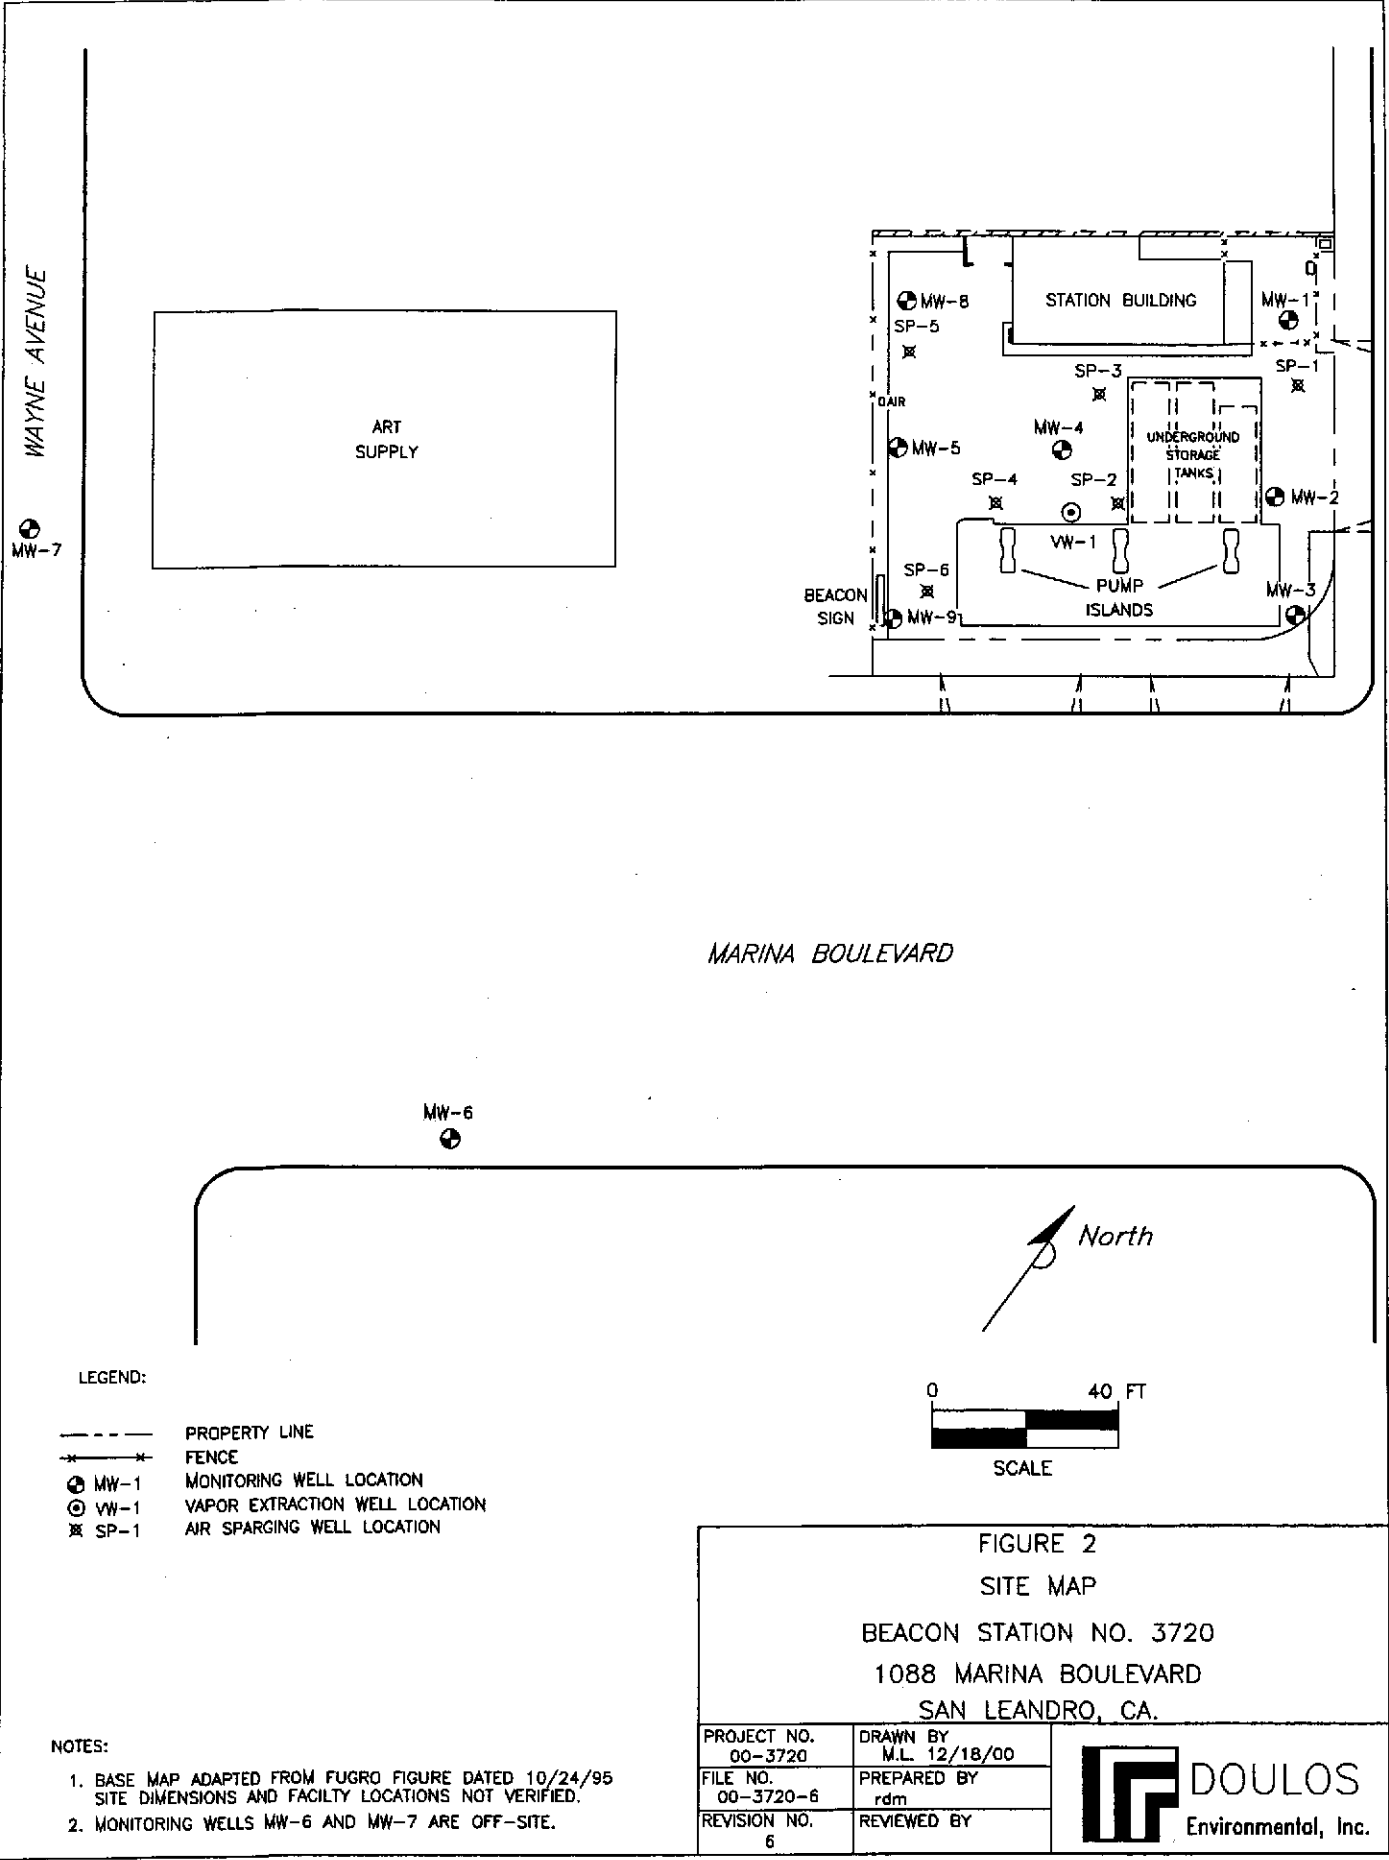 WAYNE AVENUE
MW-7
ART
SUPPLY
MW-8
SP-5
STATION BUILDING
MW-1
SP-1
SP-3
AIR
UNDERGROUND
STORAGE
TANKS
MW-4
MW-5
SP-4
SP-2
MW-2
VW-1
SP-6
PUMP
ISLANDS
MW-3
BEACON
SIGN
MW-9
MARINA BOULEVARD
MW-6
North
LEGEND:
PROPERTY LINE
FENCE
MW-1 MONITORING WELL LOCATION
VW-1 VAPOR EXTRACTION WELL LOCATION
SP-1 AIR SPARGING WELL LOCATION
0 40 FT
SCALE
FIGURE 2
SITE MAP
BEACON STATION NO. 3720
1088 MARINA BOULEVARD
SAN LEANDRO, CA.
NOTES:
1. BASE MAP ADAPTED FROM FUGRO FIGURE DATED 10/24/95
SITE DIMENSIONS AND FACILTY LOCATIONS NOT VERIFIED.
2. MONITORING WELLS MW-6 AND MW-7 ARE OFF-SITE.
PROJECT NO.
00-3720
DRAWN BY
M.L. 12/18/00
FILE NO.
00-3720-6
PREPARED BY
rdm
REVISION NO.
6
REVIEWED BY
DOULOS
Environmental, Inc.